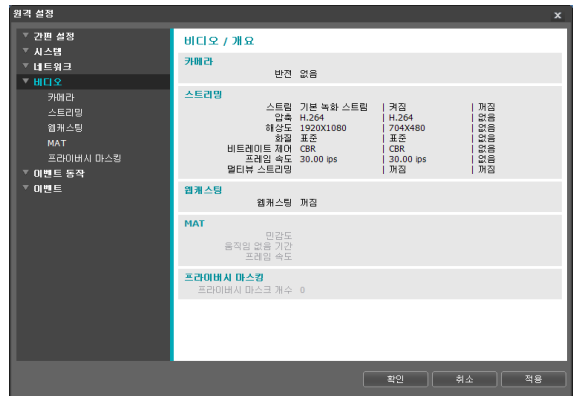 원격 설정 x
간편 설정
시스템
네트워크
비디오
카메라
스트리밍
웹캐스팅
MAT
프라이버시 마스킹
이벤트 동작
이벤트
비디오 / 개요
카메라
반전 없음
스트리밍
스트림 기본 녹화 스트림 | 켜짐 | 꺼짐
압축 H.264 | H.264 | 없음
해상도 1920X1080 | 704X480 | 없음
화질 표준 | 표준 | 없음
비트레이트 제어 CBR | CBR | 없음
프레임 속도 30.00 ips | 30.00 ips | 없음
멀티뷰 스트리밍 | 꺼짐 | 꺼짐
웹캐스팅
웹캐스팅 꺼짐
MAT
민감도
움직임 없음 기간
프레임 속도
프라이버시 마스킹
프라이버시 마스크 개수 0
확인 취소 적용